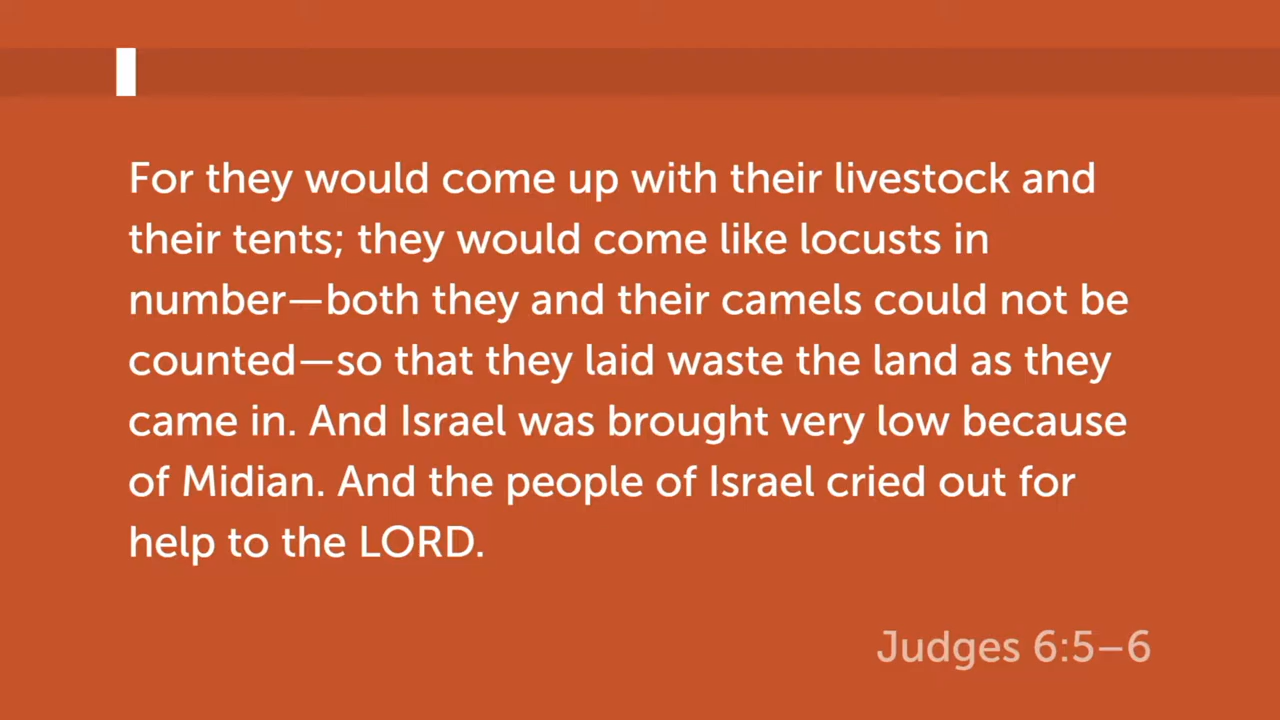 For they would come up with their livestock and
their tents; they would come like locusts in
number—both they and their camels could not be
counted—so that they laid waste the land as they
came in. And Israel was brought very low because
of Midian. And the people of Israel cried out for
help to the LORD.
Judges 6:5–6